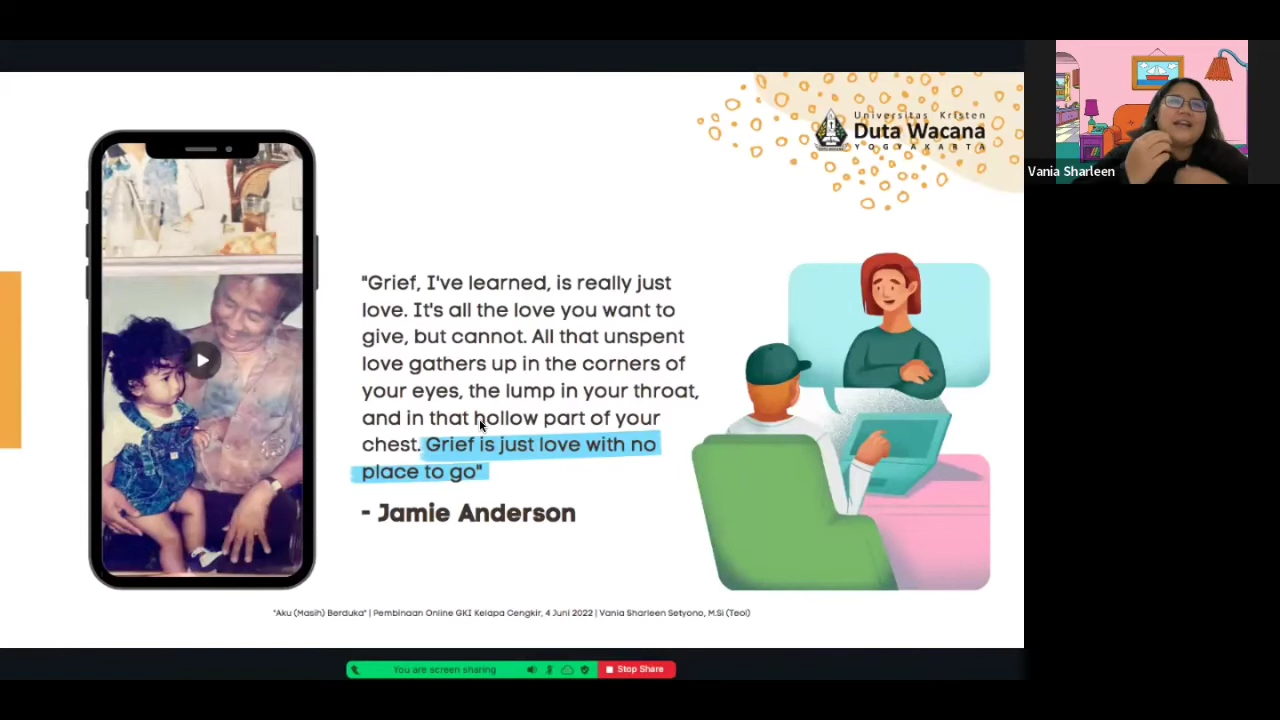 Universitas Kristen
Duta Wacana
YOGYAKARTA
Vania Sharleen
"Grief, I've learned, is really just
love. It's all the love you want to
give, but cannot. All that unspent
love gathers up in the corners of
your eyes, the lump in your throat,
and in that hollow part of your
chest. Grief is just love with no
place to go"
- Jamie Anderson
"Aku (Masih) Berduka" | Pembinaan Online GKI Kelapa Cengkir, 4 Juni 2022 | Vania Sharleen Setyono, M.Si (Teol)
You are screen sharing
Stop Share